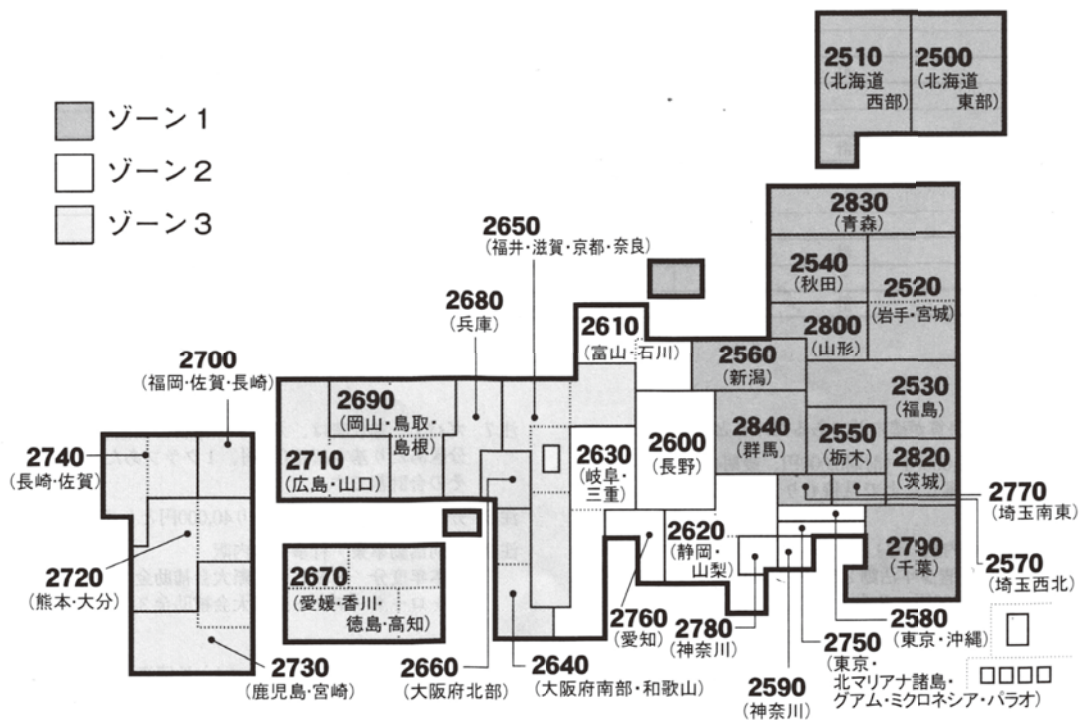 ゾーン1
ゾーン2
ゾーン3
2510
(北海道
西部)
2500
(北海道
東部)
2830
(青森)
2540
(秋田)
2520
(岩手・宮城)
2800
(山形)
2530
(福島)
2650
(福井・滋賀・京都・奈良)
2680
(兵庫)
2610
(富山・石川)
2560
(新潟)
2700
(福岡・佐賀・長崎)
2690
(岡山・鳥取・
島根)
2840
(群馬)
2550
(栃木)
2820
(茨城)
2740
(長崎・佐賀)
2710
(広島・山口)
2630
(岐阜・
三重)
2600
(長野)
2770
(埼玉南東)
2570
(埼玉西北)
2790
(千葉)
2720
(熊本・大分)
2670
(愛媛・香川・
徳島・高知)
2620
(静岡・
山梨)
2760
(愛知)
2780
(神奈川)
2580
(東京・沖縄)
2750
(東京・
北マリアナ諸島・
グアム・ミクロネシア・パラオ)
2730
(鹿児島・宮崎)
2660
(大阪府北部)
2640
(大阪府南部・和歌山)
2590
(神奈川)